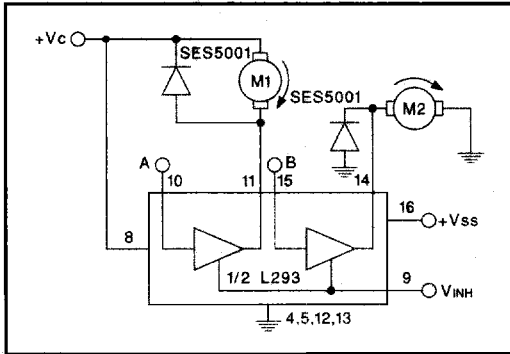 +Vc
SES5001
M1
SES5001
M2
A
B
10
11
15
14
16
+Vss
8
9
1/2 L293
VINH
4,5,12,13